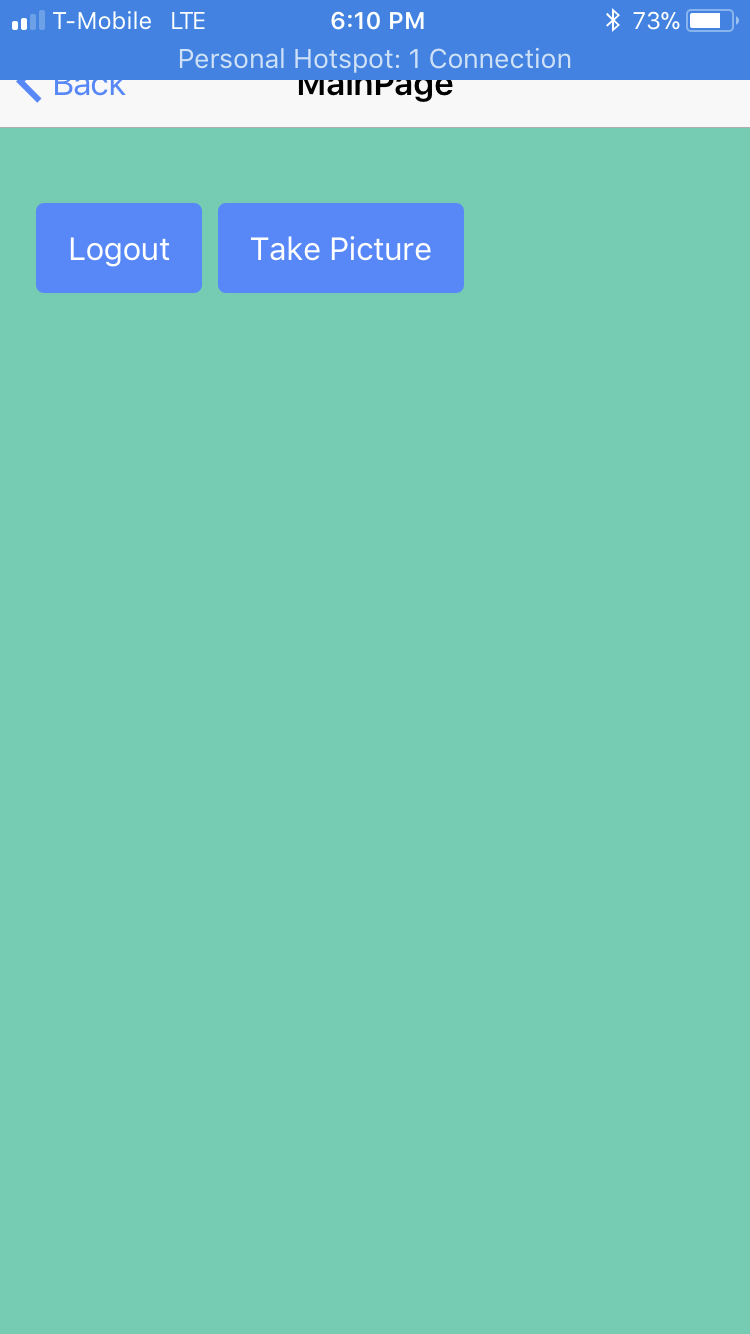 T-Mobile LTE 6:10 PM 73%
Personal Hotspot: 1 Connection
Back MainPage
Logout Take Picture